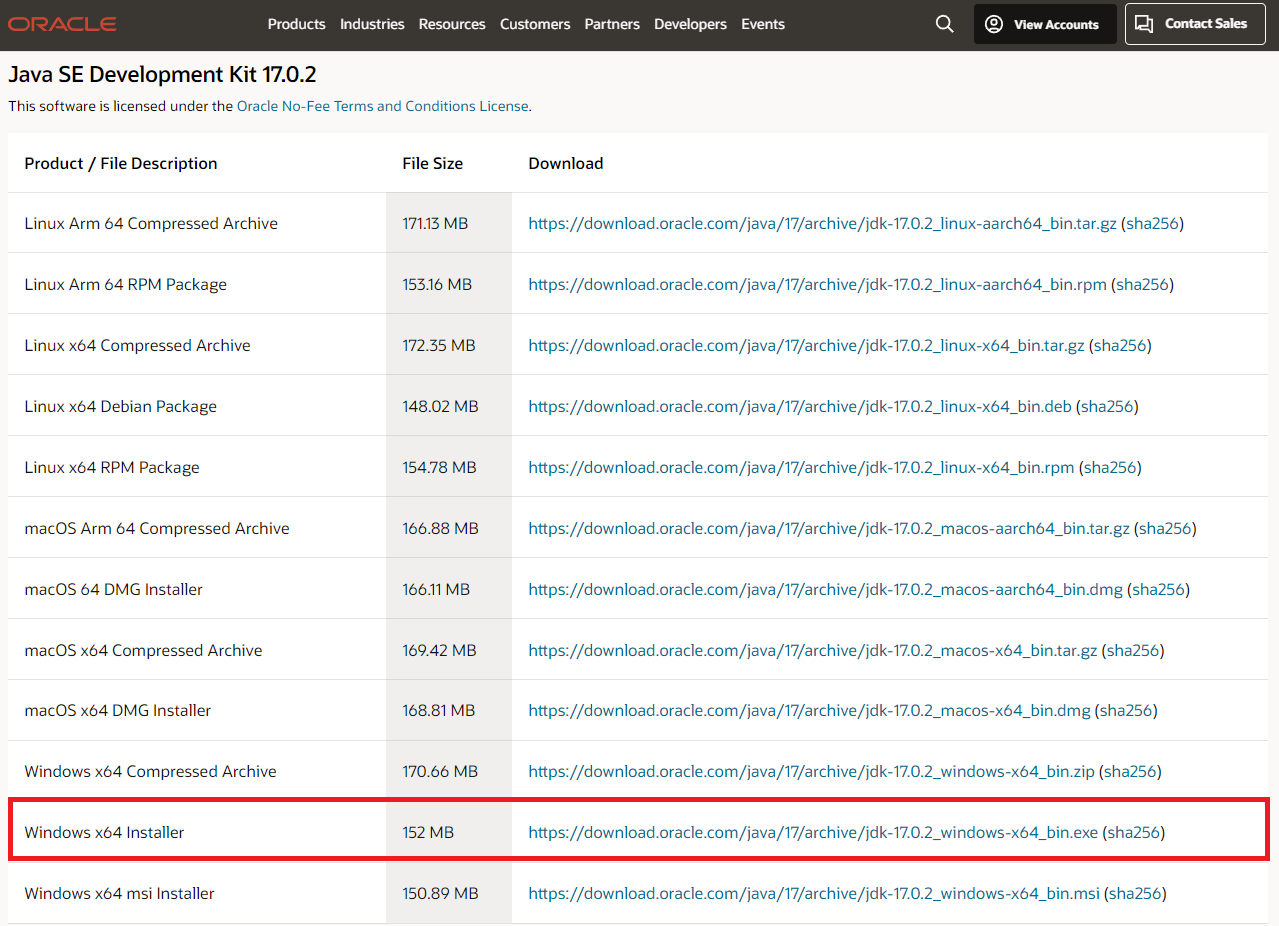 ORACLE Products Industries Resources Customers Partners Developers Events View Accounts Contact Sales
Java SE Development Kit 17.0.2
This software is licensed under the Oracle No-Fee Terms and Conditions License.
Product / File Description File Size Download
Linux Arm 64 Compressed Archive 171.13 MB https://download.oracle.com/java/17/archive/jdk-17.0.2_linux-aarch64_bin.tar.gz (sha256)
Linux Arm 64 RPM Package 153.16 MB https://download.oracle.com/java/17/archive/jdk-17.0.2_linux-aarch64_bin.rpm (sha256)
Linux x64 Compressed Archive 172.35 MB https://download.oracle.com/java/17/archive/jdk-17.0.2_linux-x64_bin.tar.gz (sha256)
Linux x64 Debian Package 148.02 MB https://download.oracle.com/java/17/archive/jdk-17.0.2_linux-x64_bin.deb (sha256)
Linux x64 RPM Package 154.78 MB https://download.oracle.com/java/17/archive/jdk-17.0.2_linux-x64_bin.rpm (sha256)
macOS Arm 64 Compressed Archive 166.88 MB https://download.oracle.com/java/17/archive/jdk-17.0.2_macos-aarch64_bin.tar.gz (sha256)
macOS 64 DMG Installer 166.11 MB https://download.oracle.com/java/17/archive/jdk-17.0.2_macos-aarch64_bin.dmg (sha256)
macOS x64 Compressed Archive 169.42 MB https://download.oracle.com/java/17/archive/jdk-17.0.2_macos-x64_bin.tar.gz (sha256)
macOS x64 DMG Installer 168.81 MB https://download.oracle.com/java/17/archive/jdk-17.0.2_macos-x64_bin.dmg (sha256)
Windows x64 Compressed Archive 170.66 MB https://download.oracle.com/java/17/archive/jdk-17.0.2_windows-x64_bin.zip (sha256)
Windows x64 Installer 152 MB https://download.oracle.com/java/17/archive/jdk-17.0.2_windows-x64_bin.exe (sha256)
Windows x64 msi Installer 150.89 MB https://download.oracle.com/java/17/archive/jdk-17.0.2_windows-x64_bin.msi (sha256)